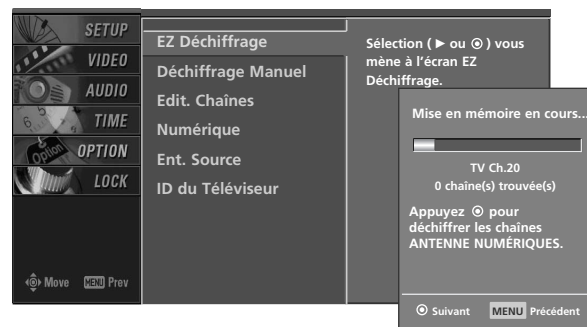 SETUP
VIDEO
AUDIO
TIME
OPTION
LOCK
Move MENU Prev
EZ Déchiffrage
Déchiffrage Manuel
Edit. Chaînes
Numérique
Ent. Source
ID du Téléviseur
Sélection ( ► ou ⊙ ) vous
mène à l'écran EZ
Déchiffrage.
Mise en mémoire en cours...
TV Ch.20
0 chaîne(s) trouvée(s)
Appuyez ⊙ pour
déchiffrer les chaînes
ANTENNE NUMÉRIQUES.
⊙ Suivant MENU Précédent